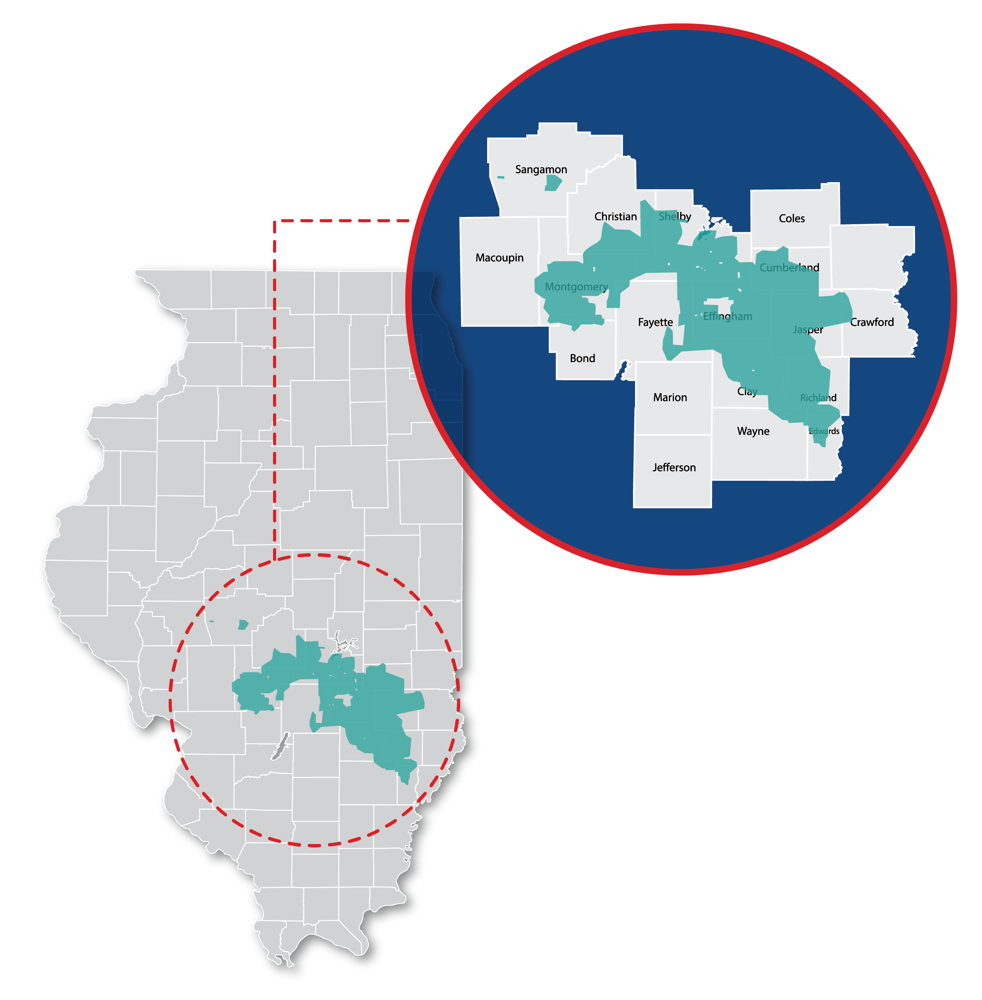 Sangamon
Christian
Shelby
Coles
Macoupin
Cumberland
Montgomery
Effingham
Fayette
Jasper
Crawford
Bond
Clay
Marion
Richland
Wayne
Edwards
Jefferson